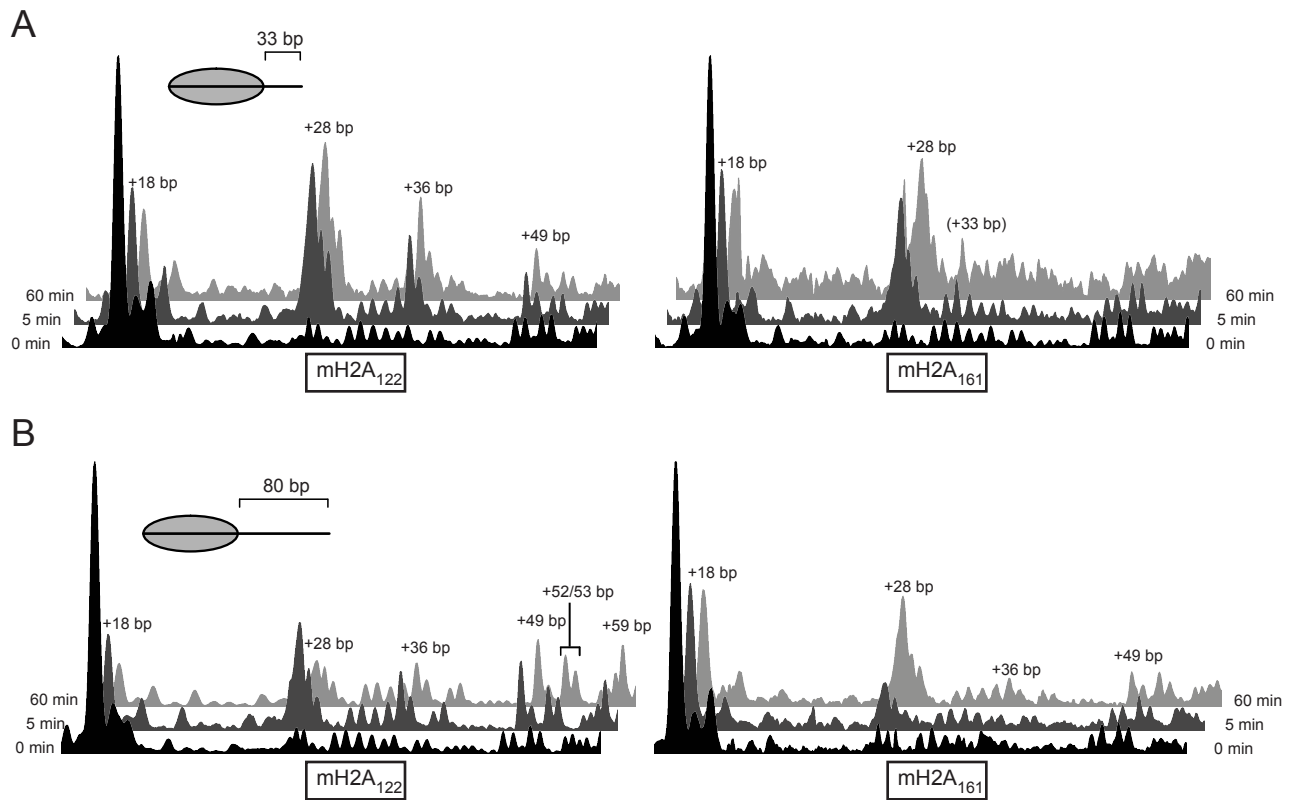 A
33 bp
+28 bp
+18 bp
+36 bp
+49 bp
60 min
5 min
0 min
mH2A122
+28 bp
+18 bp
(+33 bp)
60 min
5 min
0 min
mH2A161
B
80 bp
+52/53 bp
+18 bp
+28 bp
+36 bp
+49 bp
+59 bp
60 min
5 min
0 min
mH2A122
+18 bp
+28 bp
+36 bp
+49 bp
60 min
5 min
0 min
mH2A161